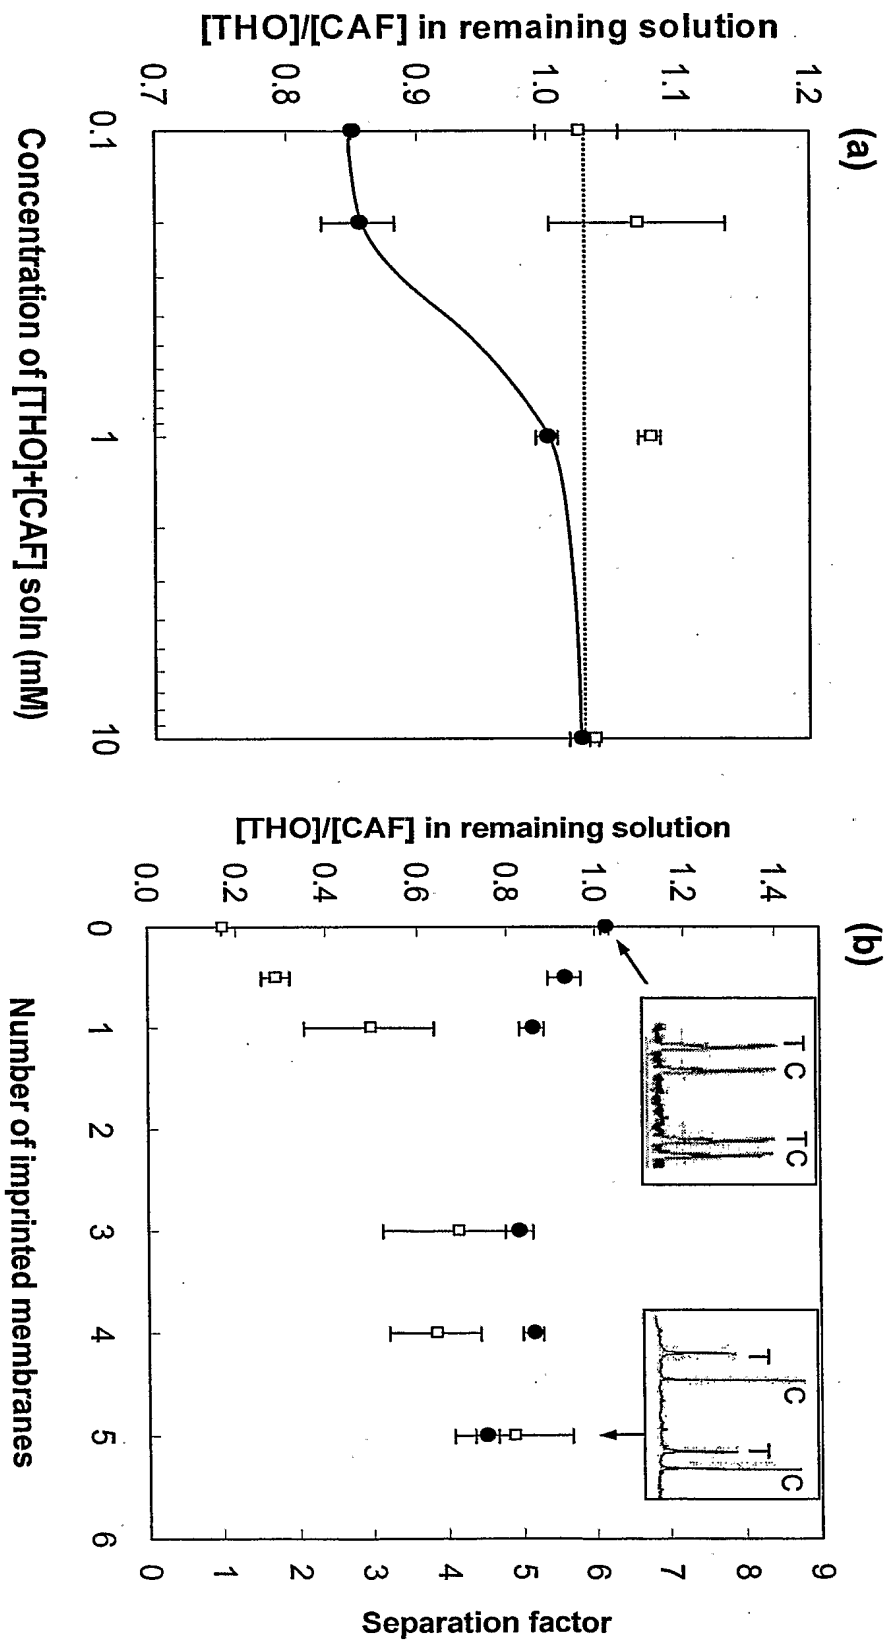 (a)
[THO]/[CAF] in remaining solution
1.2
1.1
1.0
0.9
0.8
0.7
0.1
1
10
Concentration of [THO]+[CAF] soln (mM)
(b)
[THO]/[CAF] in remaining solution
1.4
1.2
1.0
0.8
0.6
0.4
0.2
0.0
T C T C
T C T C
9
8
7
6
5
4
3
2
1
0
Separation factor
0 1 2 3 4 5 6
Number of imprinted membranes